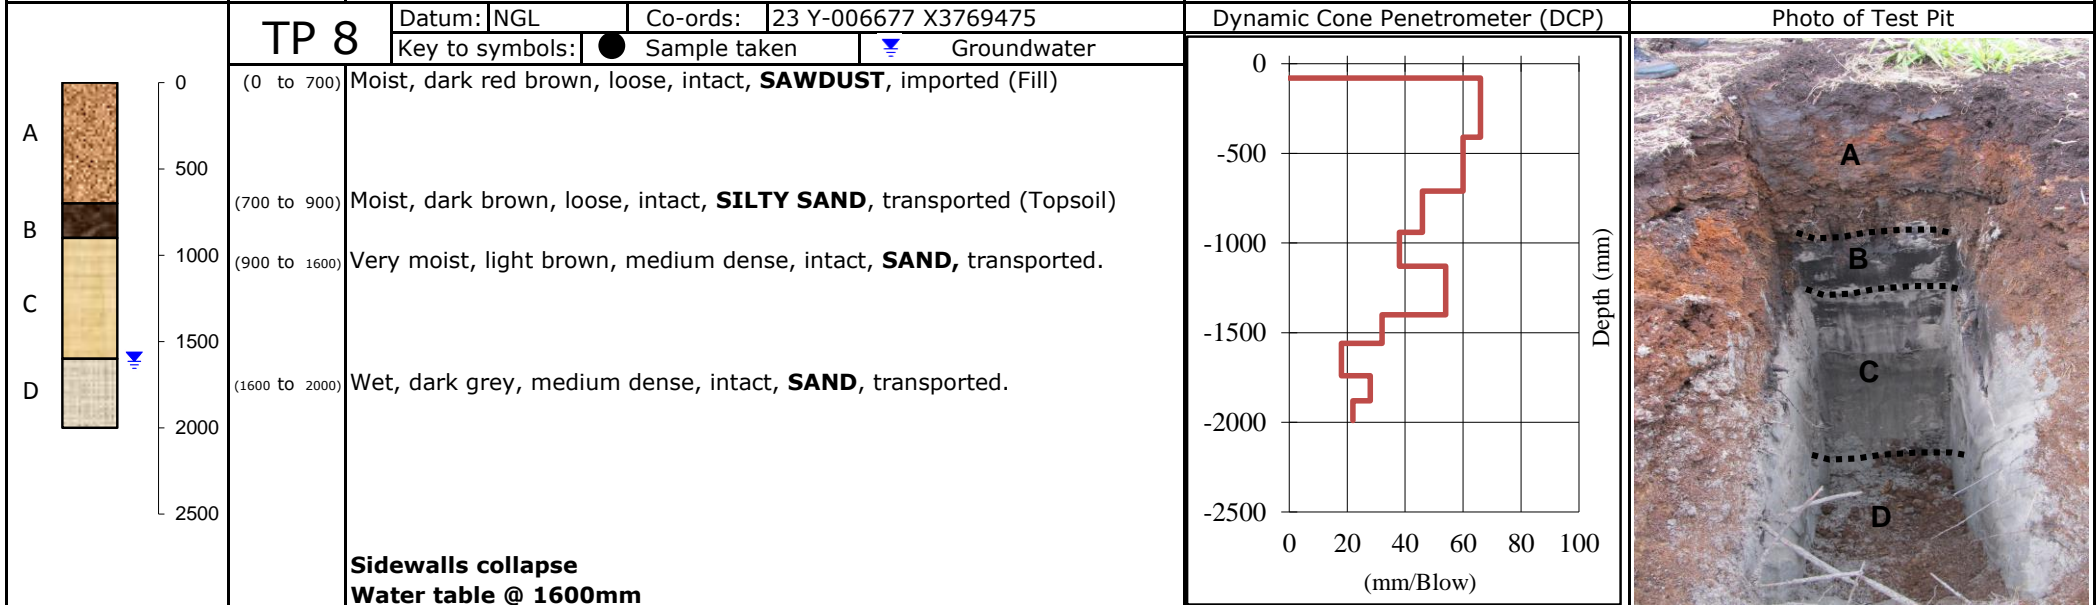 TP 8
Datum: NGL Co-ords: 23 Y-006677 X3769475
Key to symbols: Sample taken Groundwater
Dynamic Cone Penetrometer (DCP)
Photo of Test Pit
A
B
C
D
0
500
1000
1500
2000
2500
(0 to 700) Moist, dark red brown, loose, intact, SAWDUST, imported (Fill)
(700 to 900) Moist, dark brown, loose, intact, SILTY SAND, transported (Topsoil)
(900 to 1600) Very moist, light brown, medium dense, intact, SAND, transported.
(1600 to 2000) Wet, dark grey, medium dense, intact, SAND, transported.
Sidewalls collapse
Water table @ 1600mm
0
-500
-1000
-1500
-2000
-2500
0 20 40 60 80 100
(mm/Blow)
Depth (mm)
A
B
C
D